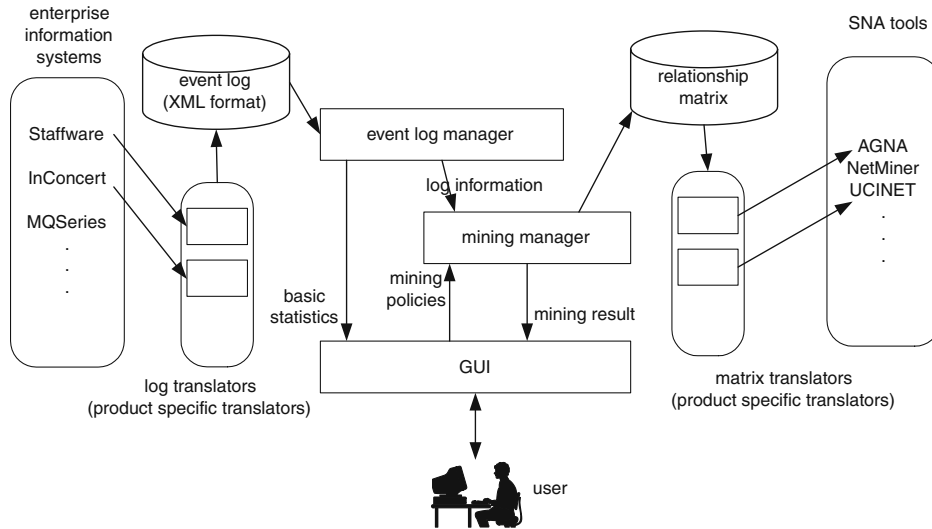 enterprise
information
systems
Staffware
InConcert
MQSeries
.
.
.
event log
(XML format)
log translators
(product specific translators)
event log manager
log information
mining manager
basic
statistics
mining
policies
mining result
GUI
user
relationship
matrix
matrix translators
(product specific translators)
SNA tools
AGNA
NetMiner
UCINET
.
.
.